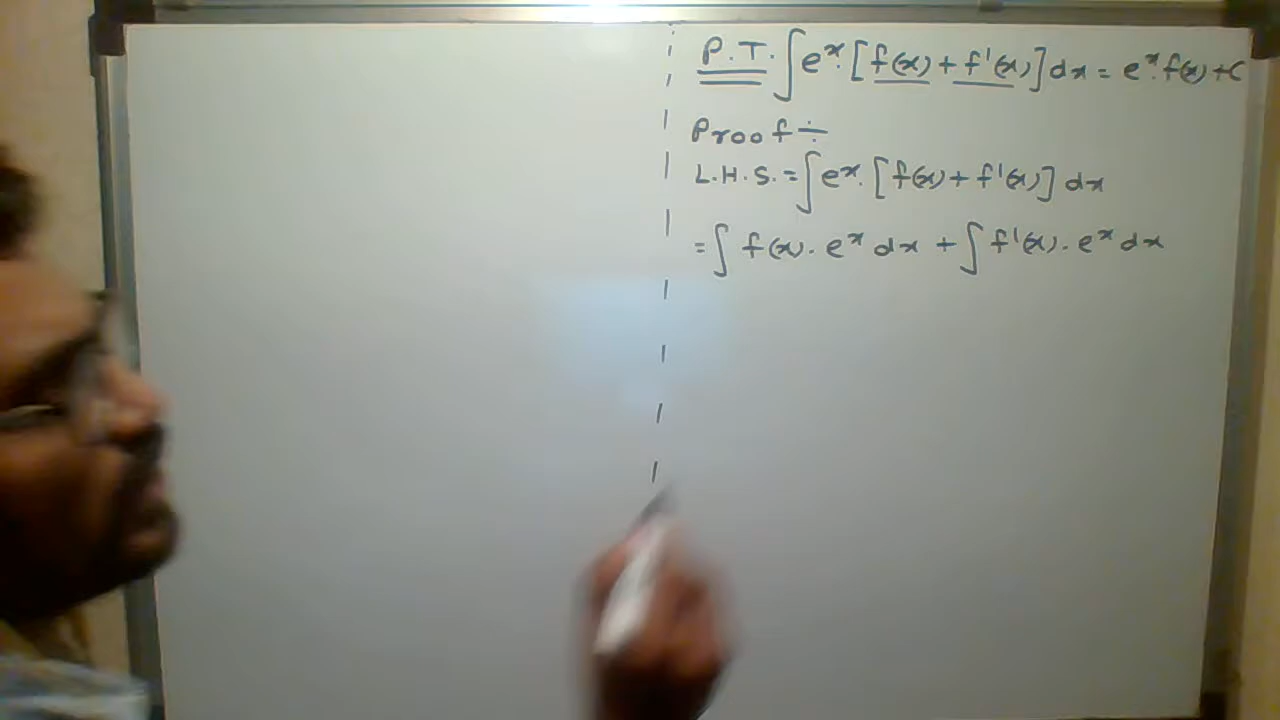 P.T. ∫eˣ.[f(x)+f'(x)]dx = eˣ.f(x)+C
Proof ÷
L.H.S. = ∫eˣ.[f(x)+f'(x)] dx
= ∫ f(x).eˣ dx + ∫ f'(x).eˣ dx